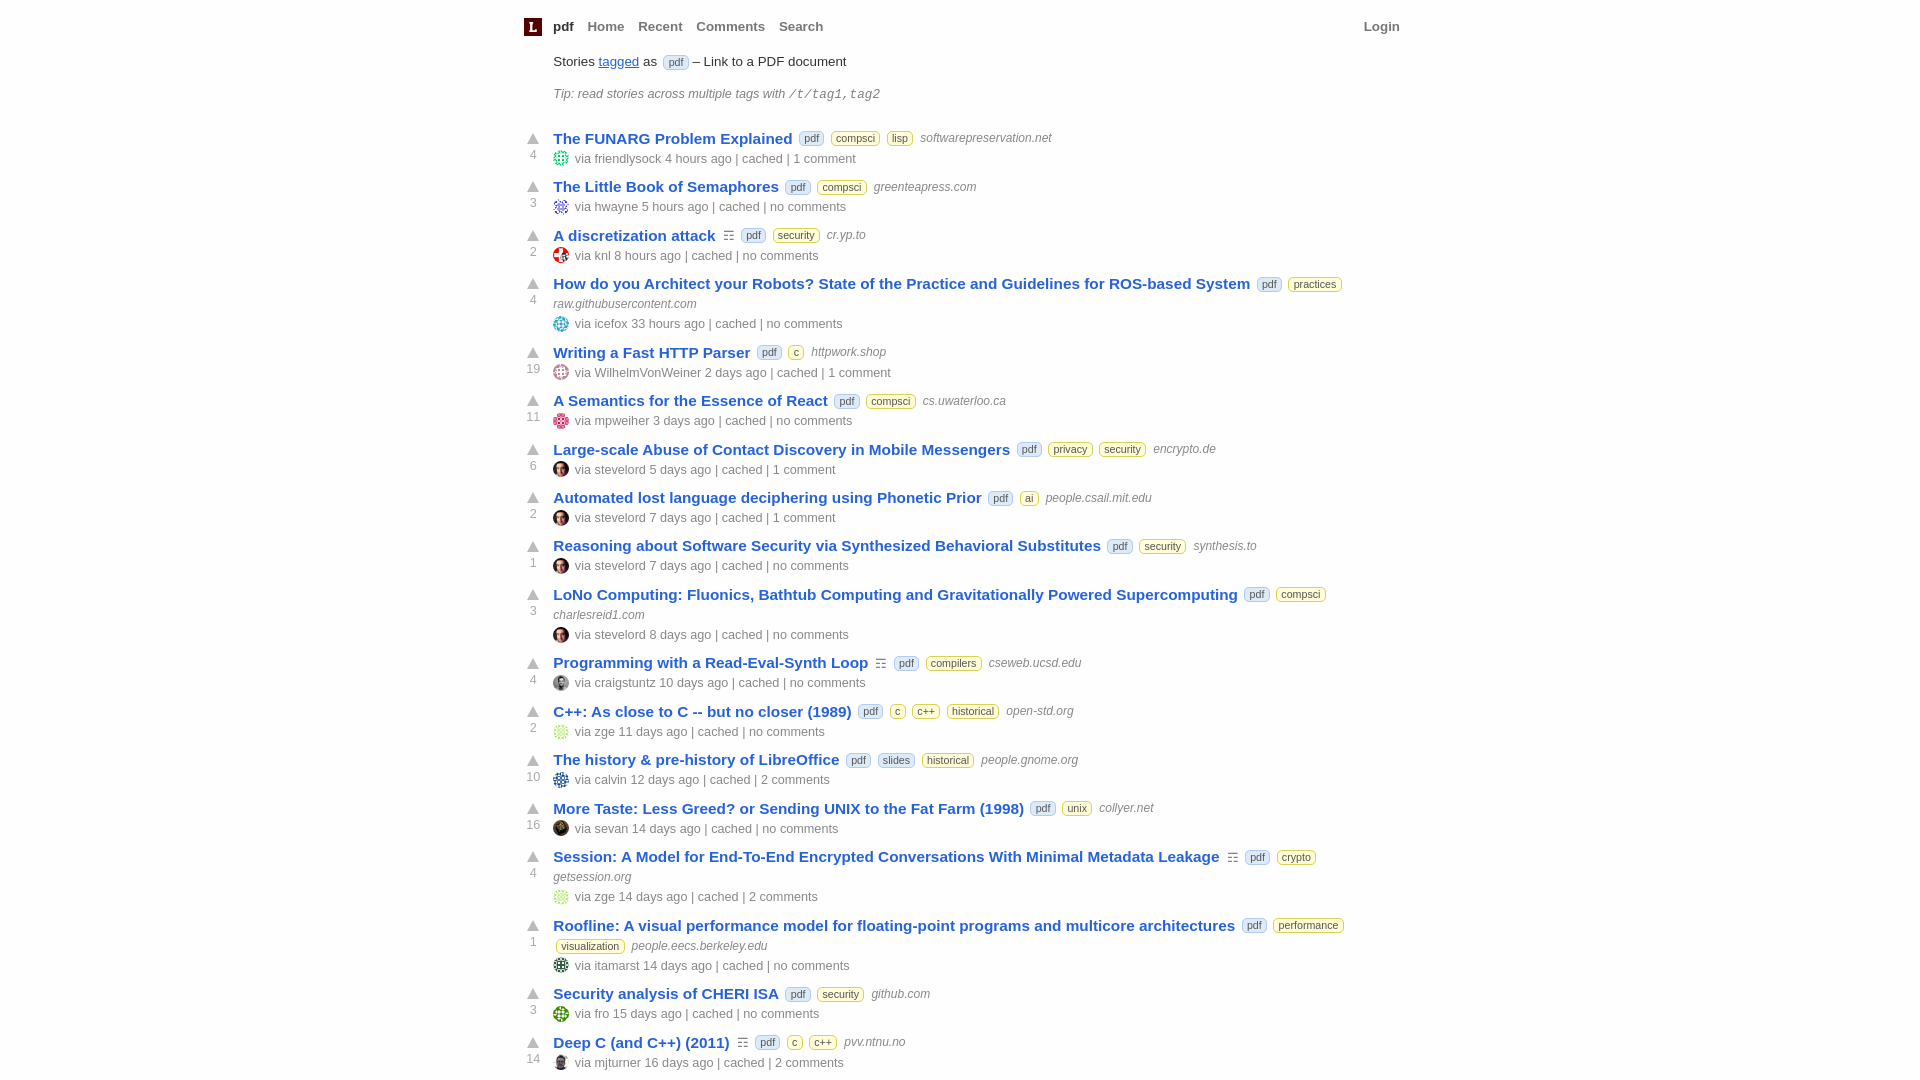 L pdf Home Recent Comments Search Login
Stories tagged as pdf – Link to a PDF document
Tip: read stories across multiple tags with /t/tag1,tag2
The FUNARG Problem Explained pdf compsci lisp softwarepreservation.net
4 via friendlysock 4 hours ago | cached | 1 comment
The Little Book of Semaphores pdf compsci greenteapress.com
3 via hwayne 5 hours ago | cached | no comments
A discretization attack ☶ pdf security cr.yp.to
2 via knl 8 hours ago | cached | no comments
How do you Architect your Robots? State of the Practice and Guidelines for ROS-based System pdf practices
4 raw.githubusercontent.com
via icefox 33 hours ago | cached | no comments
Writing a Fast HTTP Parser pdf c httpwork.shop
19 via WilhelmVonWeiner 2 days ago | cached | 1 comment
A Semantics for the Essence of React pdf compsci cs.uwaterloo.ca
11 via mpweiher 3 days ago | cached | no comments
Large-scale Abuse of Contact Discovery in Mobile Messengers pdf privacy security encrypto.de
6 via stevelord 5 days ago | cached | 1 comment
Automated lost language deciphering using Phonetic Prior pdf ai people.csail.mit.edu
2 via stevelord 7 days ago | cached | 1 comment
Reasoning about Software Security via Synthesized Behavioral Substitutes pdf security synthesis.to
1 via stevelord 7 days ago | cached | no comments
LoNo Computing: Fluonics, Bathtub Computing and Gravitationally Powered Supercomputing pdf compsci
3 charlesreid1.com
via stevelord 8 days ago | cached | no comments
Programming with a Read-Eval-Synth Loop ☶ pdf compilers cseweb.ucsd.edu
4 via craigstuntz 10 days ago | cached | no comments
C++: As close to C -- but no closer (1989) pdf c c++ historical open-std.org
2 via zge 11 days ago | cached | no comments
The history & pre-history of LibreOffice pdf slides historical people.gnome.org
10 via calvin 12 days ago | cached | 2 comments
More Taste: Less Greed? or Sending UNIX to the Fat Farm (1998) pdf unix collyer.net
16 via sevan 14 days ago | cached | no comments
Session: A Model for End-To-End Encrypted Conversations With Minimal Metadata Leakage ☶ pdf crypto
4 getsession.org
via zge 14 days ago | cached | 2 comments
Roofline: A visual performance model for floating-point programs and multicore architectures pdf performance
1 visualization people.eecs.berkeley.edu
via itamarst 14 days ago | cached | no comments
Security analysis of CHERI ISA pdf security github.com
3 via fro 15 days ago | cached | no comments
Deep C (and C++) (2011) ☶ pdf c c++ pvv.ntnu.no
14 via mjturner 16 days ago | cached | 2 comments